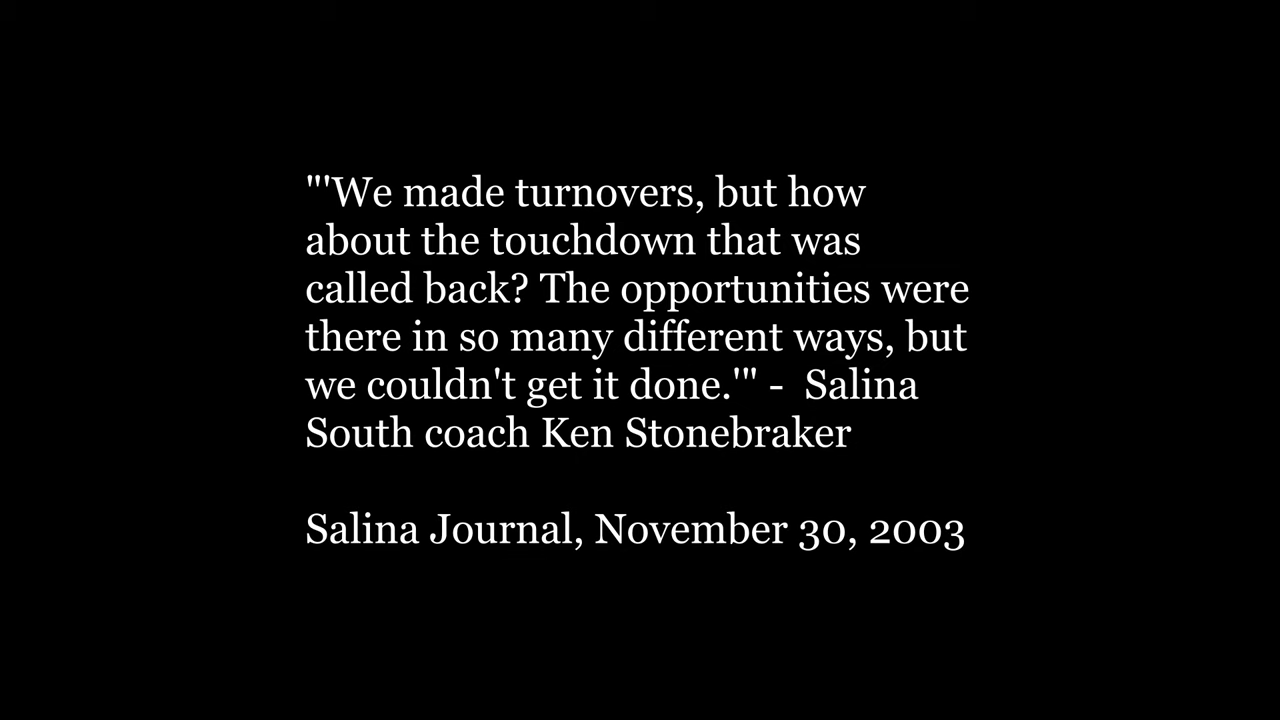 "'We made turnovers, but how
about the touchdown that was
called back? The opportunities were
there in so many different ways, but
we couldn't get it done.'" -  Salina
South coach Ken Stonebraker
Salina Journal, November 30, 2003